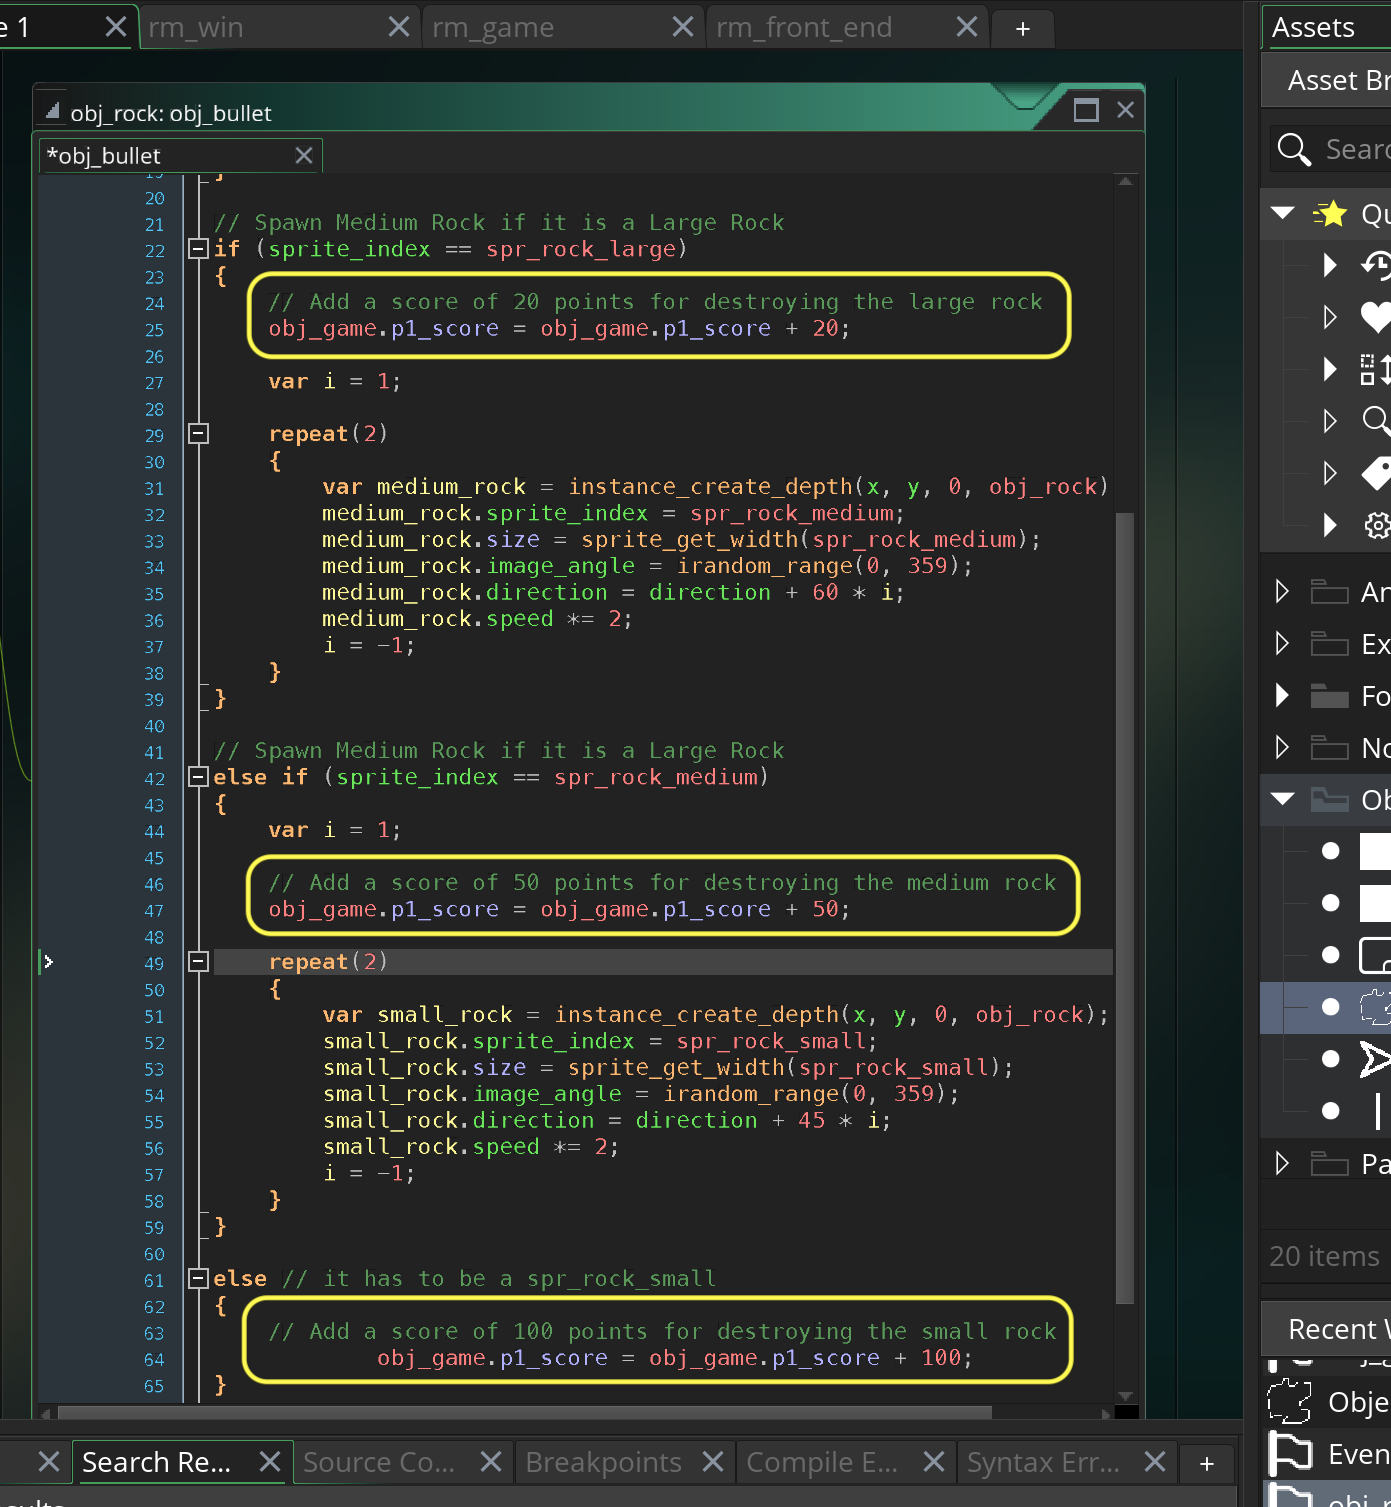 e 1
rm_win
rm_game
rm_front_end
+
Assets
Asset Br
Searc
obj_rock: obj_bullet
*obj_bullet
19 }
20
21 // Spawn Medium Rock if it is a Large Rock
22 if (sprite_index == spr_rock_large)
23 {
24 // Add a score of 20 points for destroying the large rock
25 obj_game.p1_score = obj_game.p1_score + 20;
26
27 var i = 1;
28
29 repeat(2)
30 {
31 var medium_rock = instance_create_depth(x, y, 0, obj_rock)
32 medium_rock.sprite_index = spr_rock_medium;
33 medium_rock.size = sprite_get_width(spr_rock_medium);
34 medium_rock.image_angle = irandom_range(0, 359);
35 medium_rock.direction = direction + 60 * i;
36 medium_rock.speed *= 2;
37 i = -1;
38 }
39 }
40
41 // Spawn Medium Rock if it is a Large Rock
42 else if (sprite_index == spr_rock_medium)
43 {
44 var i = 1;
45
46 // Add a score of 50 points for destroying the medium rock
47 obj_game.p1_score = obj_game.p1_score + 50;
48
49 repeat(2)
50 {
51 var small_rock = instance_create_depth(x, y, 0, obj_rock);
52 small_rock.sprite_index = spr_rock_small;
53 small_rock.size = sprite_get_width(spr_rock_small);
54 small_rock.image_angle = irandom_range(0, 359);
55 small_rock.direction = direction + 45 * i;
56 small_rock.speed *= 2;
57 i = -1;
58 }
59 }
60
61 else // it has to be a spr_rock_small
62 {
63 // Add a score of 100 points for destroying the small rock
64 obj_game.p1_score = obj_game.p1_score + 100;
65 }
Qu
An
Ex
Fo
No
Ob
Pa
20 items
Recent W
Obje
Even
Search Re...
Source Co...
Breakpoints
Compile E...
Syntax Err...
+